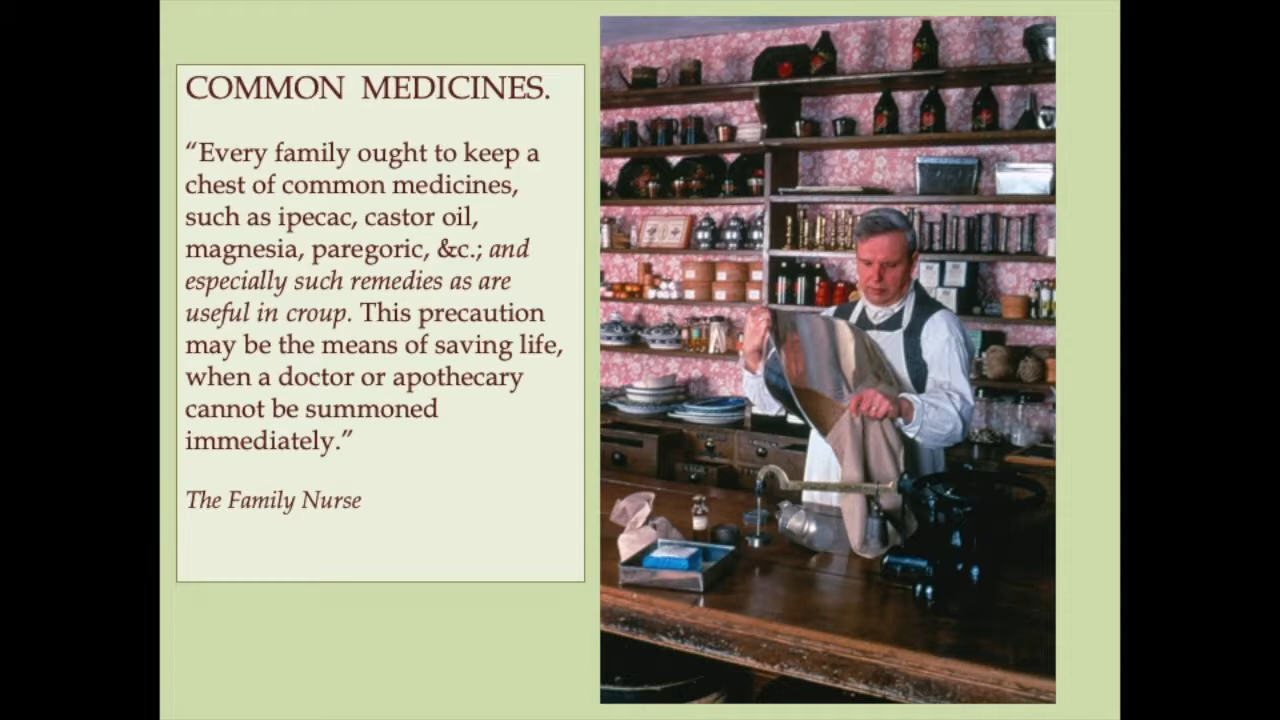 COMMON MEDICINES.
“Every family ought to keep a
chest of common medicines,
such as ipecac, castor oil,
magnesia, paregoric, &c.; and
especially such remedies as are
useful in croup. This precaution
may be the means of saving life,
when a doctor or apothecary
cannot be summoned
immediately.”
The Family Nurse